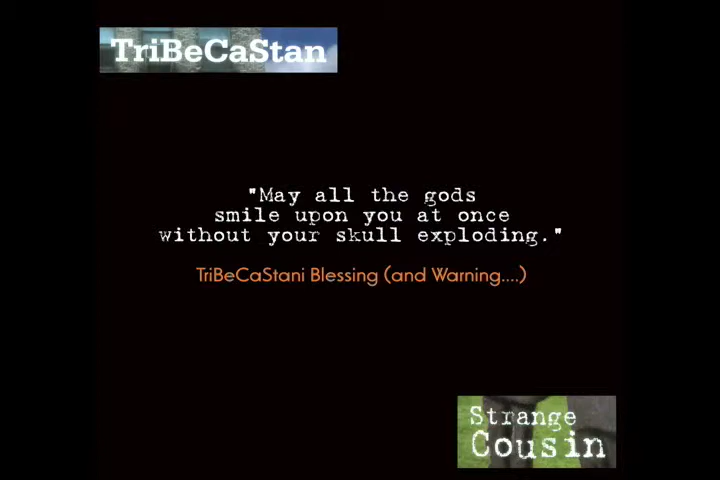 TriBeCaStan
"May all the gods
smile upon you at once
without your skull exploding."
TriBeCaStani Blessing (and Warning....)
Strange
Cousin